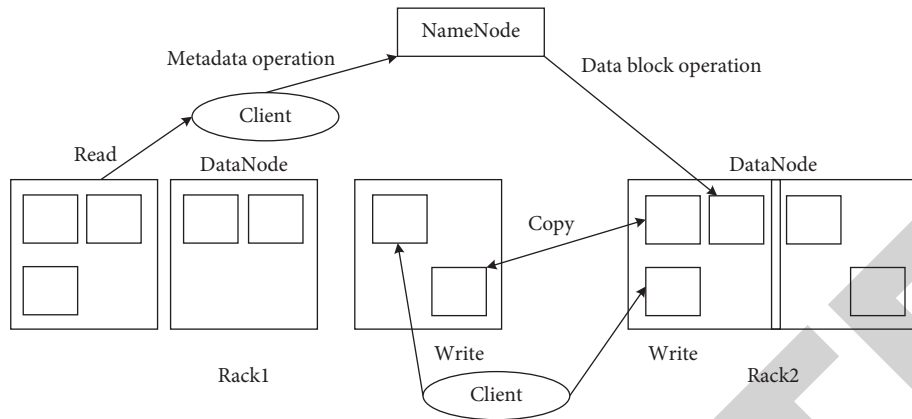 NameNode
Metadata operation
Data block operation
Client
Read
DataNode
DataNode
Copy
Write
Write
Rack1
Client
Rack2